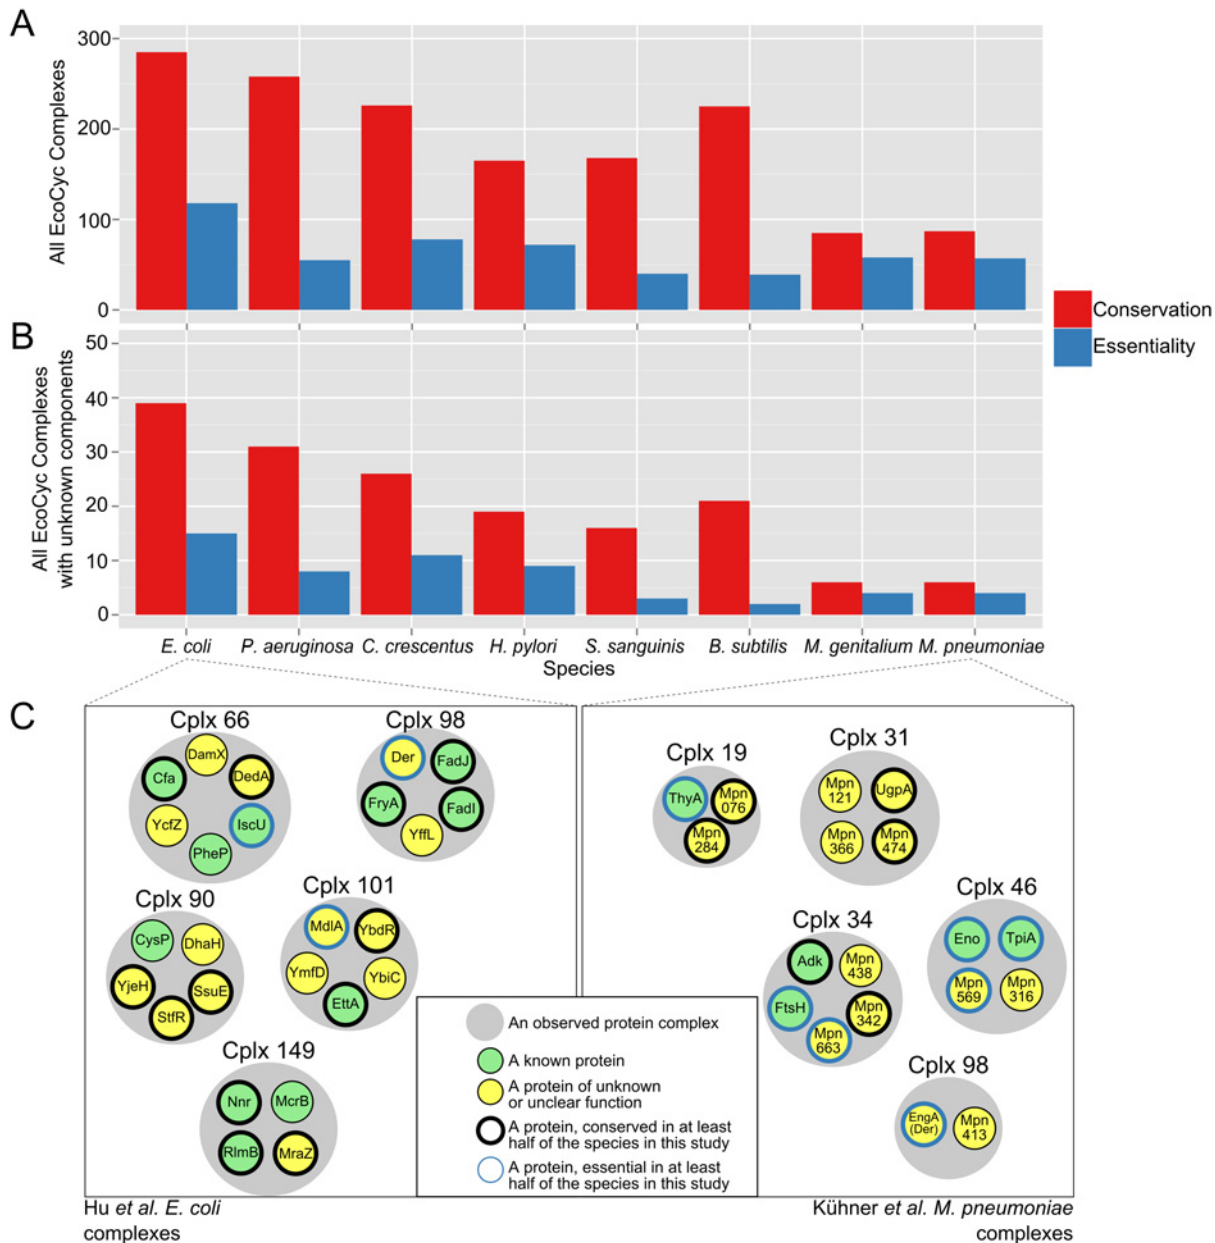 A
300
200
100
0
All EcoCyc Complexes
B
50
40
30
20
10
0
All EcoCyc Complexes
with unknown components
Conservation
Essentiality
E. coli
P. aeruginosa
C. crescentus
H. pylori
S. sanguinis
B. subtilis
M. genitalium
M. pneumoniae
Species
C
Cplx 66
DamX
Cfa
DedA
YcfZ
IscU
PheP
Cplx 98
Der
FadJ
FryA
FadI
YffL
Cplx 90
CysP
DhaH
YjeH
SsuE
StfR
Cplx 101
MdlA
YbdR
YmfD
YbiC
EttA
Cplx 149
Nnr
McrB
RlmB
MraZ
Cplx 19
ThyA
Mpn
076
Mpn
284
Cplx 31
Mpn
121
UgpA
Mpn
366
Mpn
474
Cplx 34
Adk
Mpn
438
FtsH
Mpn
342
Mpn
663
Cplx 46
Eno
TpiA
Mpn
569
Mpn
316
Cplx 98
EngA
(Der)
Mpn
413
An observed protein complex
A known protein
A protein of unknown
or unclear function
A protein, conserved in at least
half of the species in this study
A protein, essential in at least
half of the species in this study
Hu et al. E. coli
complexes
Kühner et al. M. pneumoniae
complexes